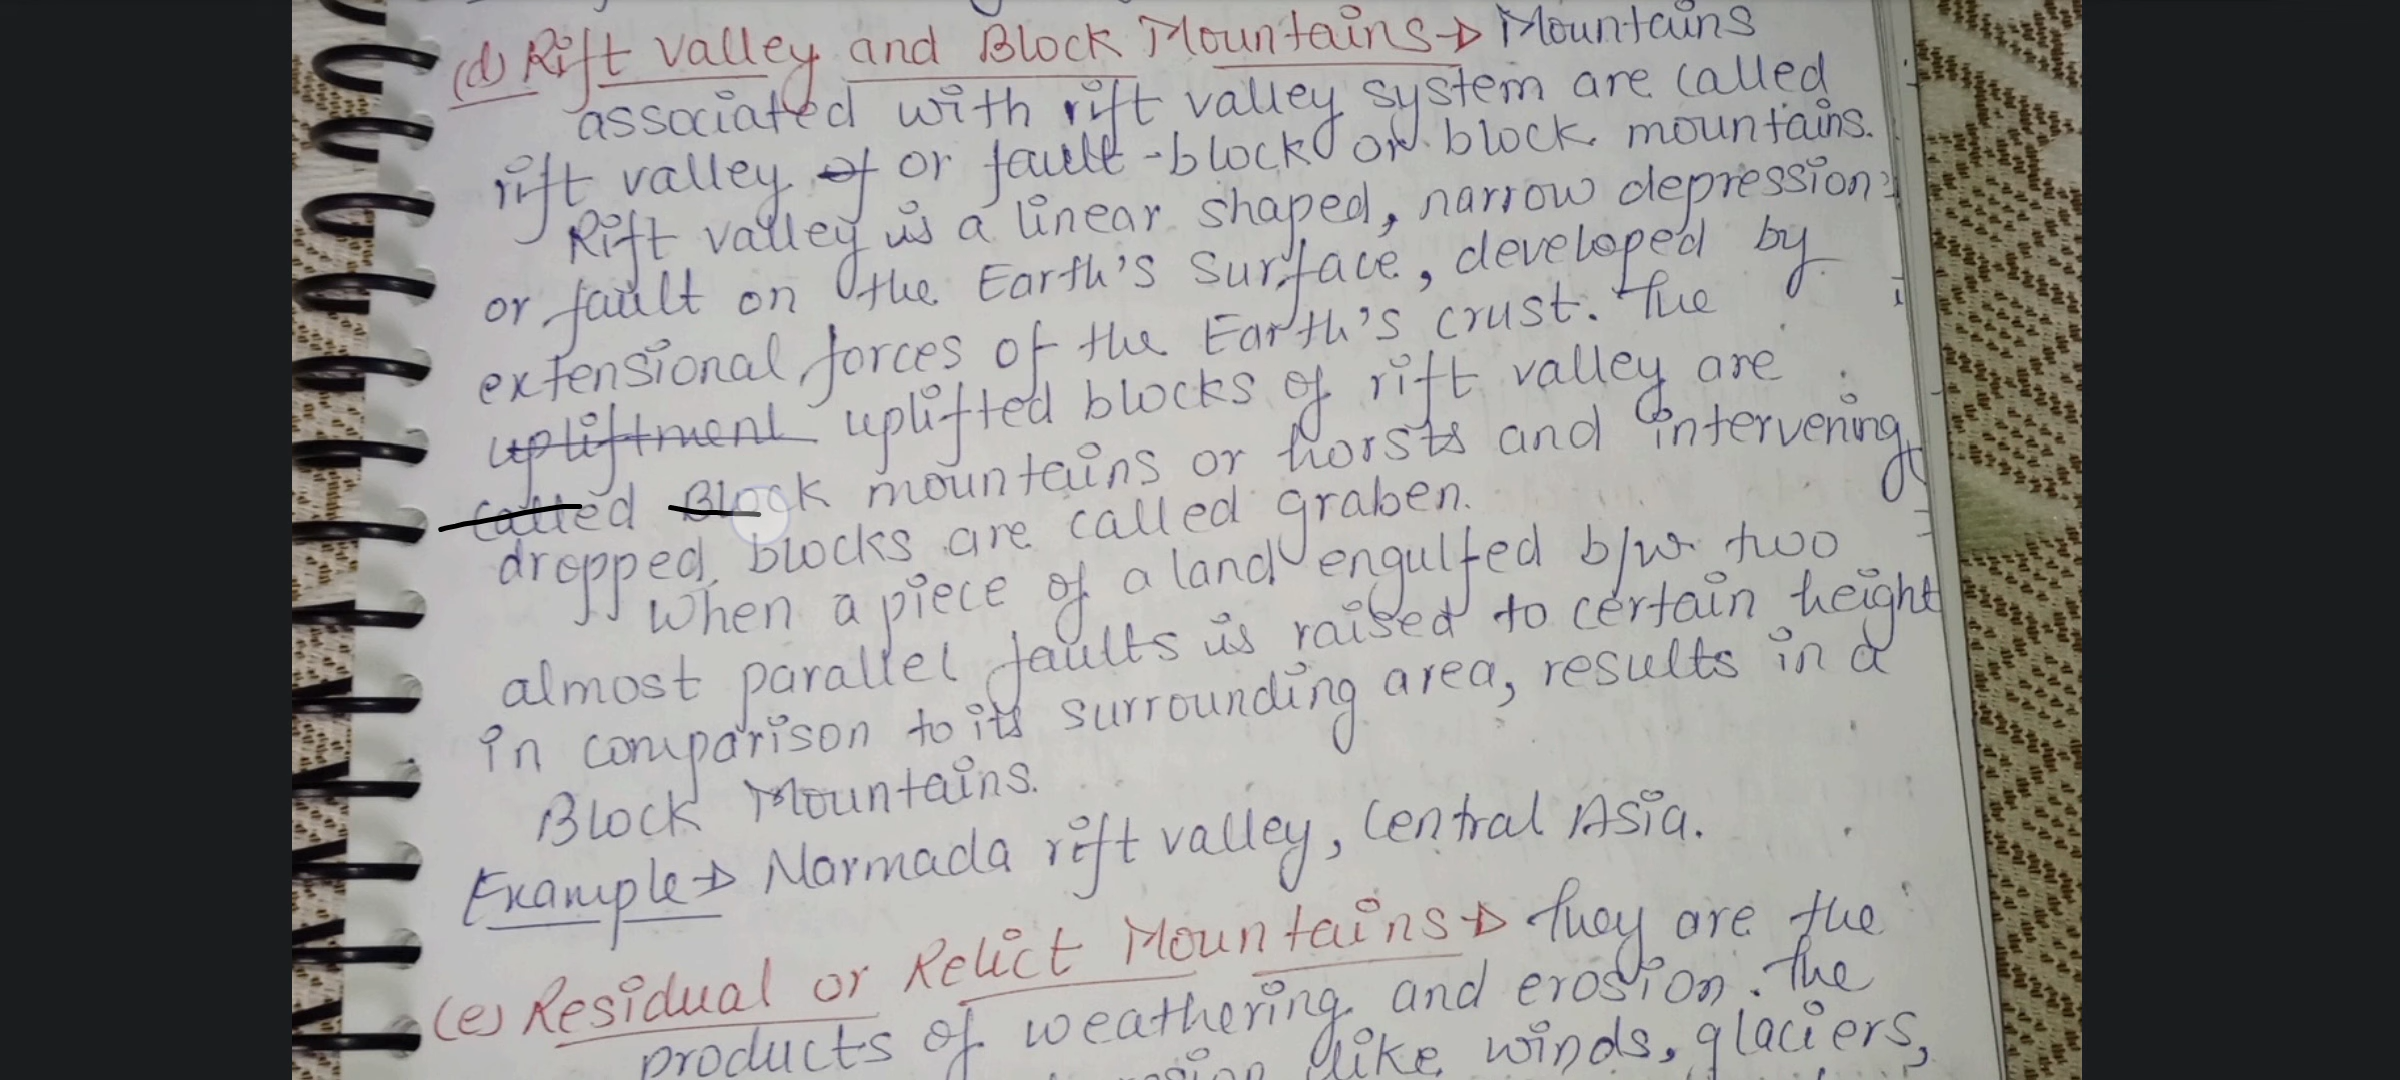 (d) Rift valley and Block Mountains → Mountains
associated with rift valley system are called
rift valley of or fault-block or block mountains.
Rift valley is a linear shaped, narrow depression
or fault on the Earth's surface, developed by
extensional forces of the Earth's crust. The
upliftment uplifted blocks of rift valley are
called Block mountains or horsts and intervening
dropped blocks are called graben.
When a piece of a land engulfed b/w two
almost parallel faults is raised to certain height
in comparison to its surrounding area, results in a
Block Mountains.
Example → Narmada rift valley, Central Asia.
(e) Residual or Relict Mountains → They are the
products of weathering and erosion. The
like winds, glaciers,